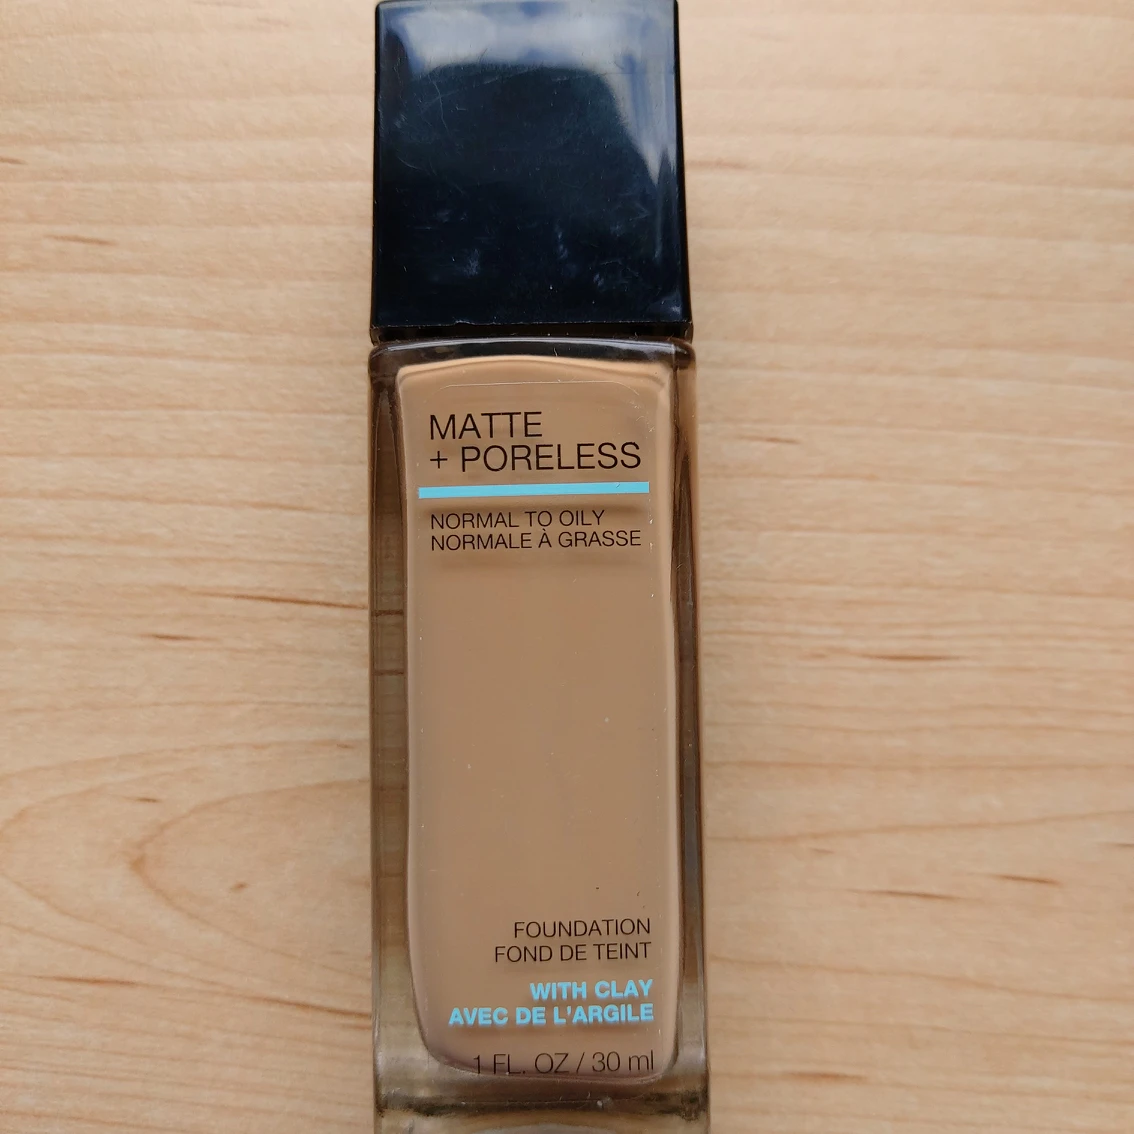 MATTE
+ PORELESS
NORMAL TO OILY
NORMALE À GRASSE
FOUNDATION
FOND DE TEINT
WITH CLAY
AVEC DE L'ARGILE
1 FL. OZ / 30 ml